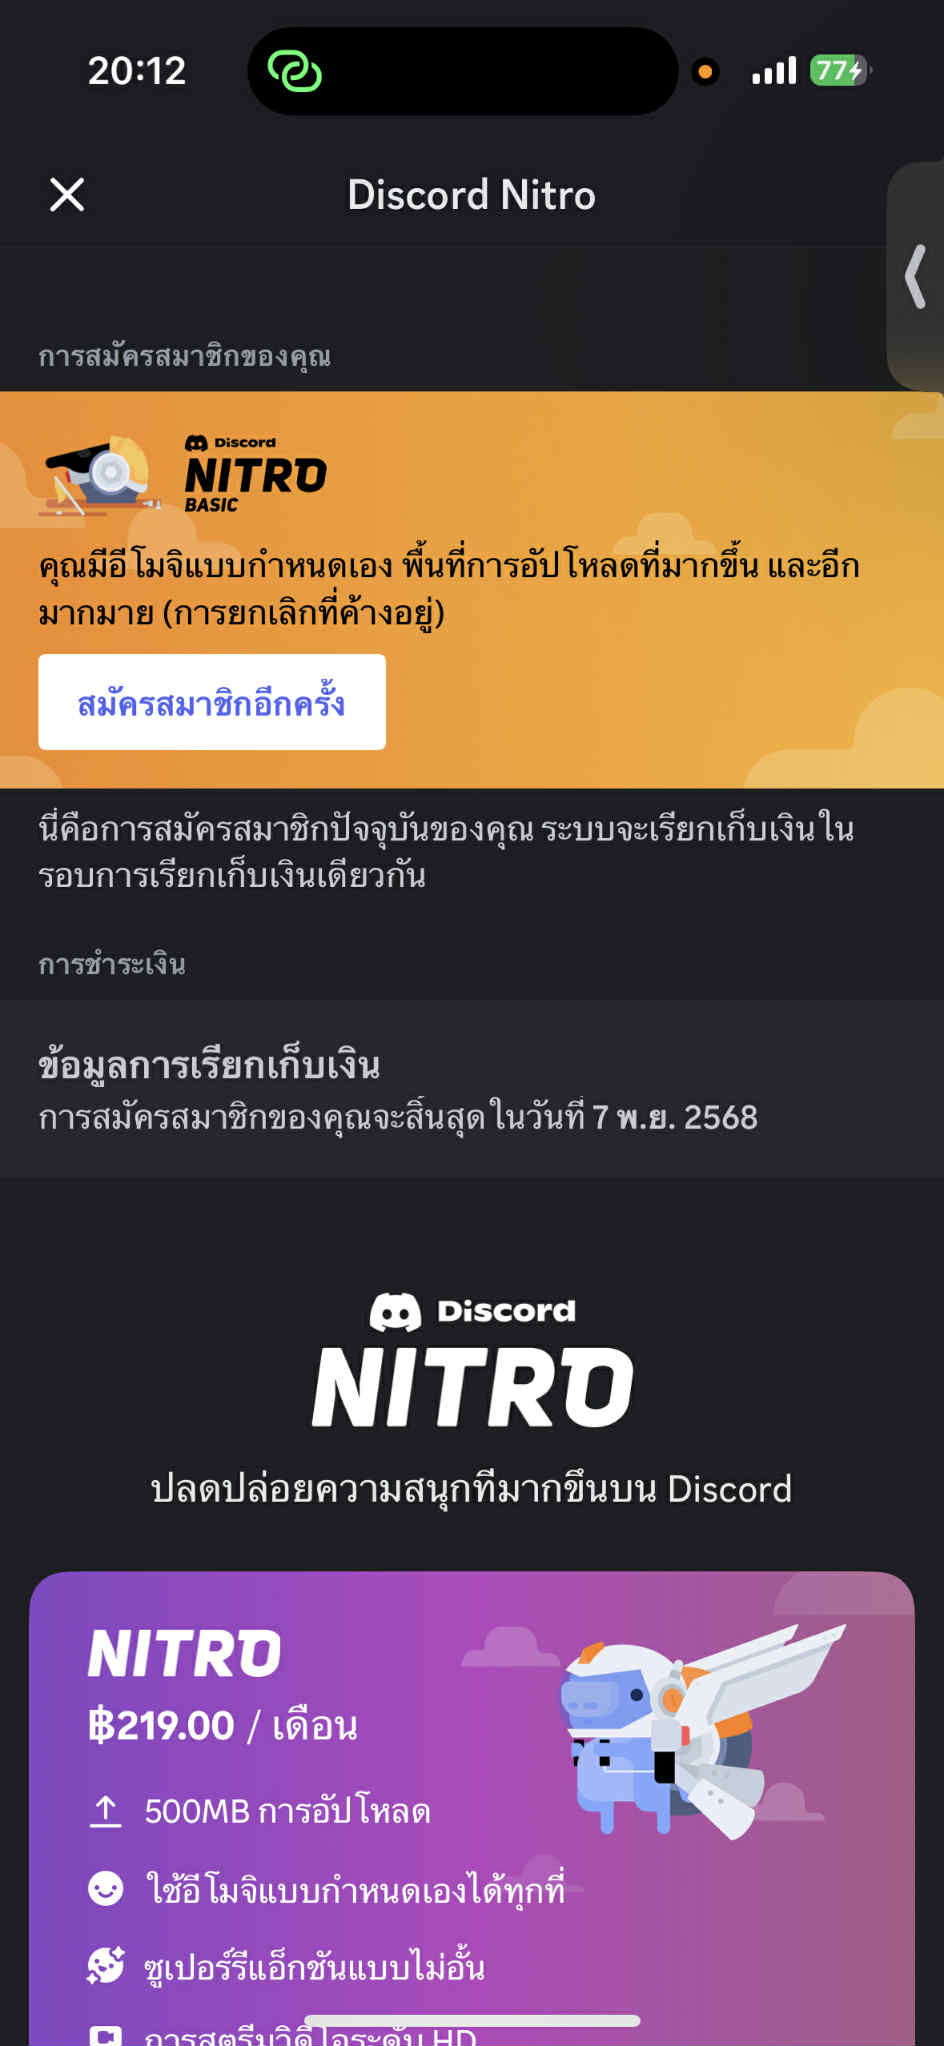 20:12
77
Discord Nitro
การสมัครสมาชิกของคุณ
Discord
NITRO
BASIC
คุณมีอีโมจิแบบกำหนดเอง พื้นที่การอัปโหลดที่มากขึ้น และอีก
มากมาย (การยกเลิกที่ค้างอยู่)
สมัครสมาชิกอีกครั้ง
นี่คือการสมัครสมาชิกปัจจุบันของคุณ ระบบจะเรียกเก็บเงินใน
รอบการเรียกเก็บเงินเดียวกัน
การชำระเงิน
ข้อมูลการเรียกเก็บเงิน
การสมัครสมาชิกของคุณจะสิ้นสุดในวันที่ 7 พ.ย. 2568
Discord
NITRO
ปลดปล่อยความสนุกที่มากขึ้นบน Discord
NITRO
฿219.00 / เดือน
500MB การอัปโหลด
ใช้อีโมจิแบบกำหนดเองได้ทุกที่
ซูเปอร์รีแอ็กชันแบบไม่อั้น
การสตรีมวิดีโอระดับ HD